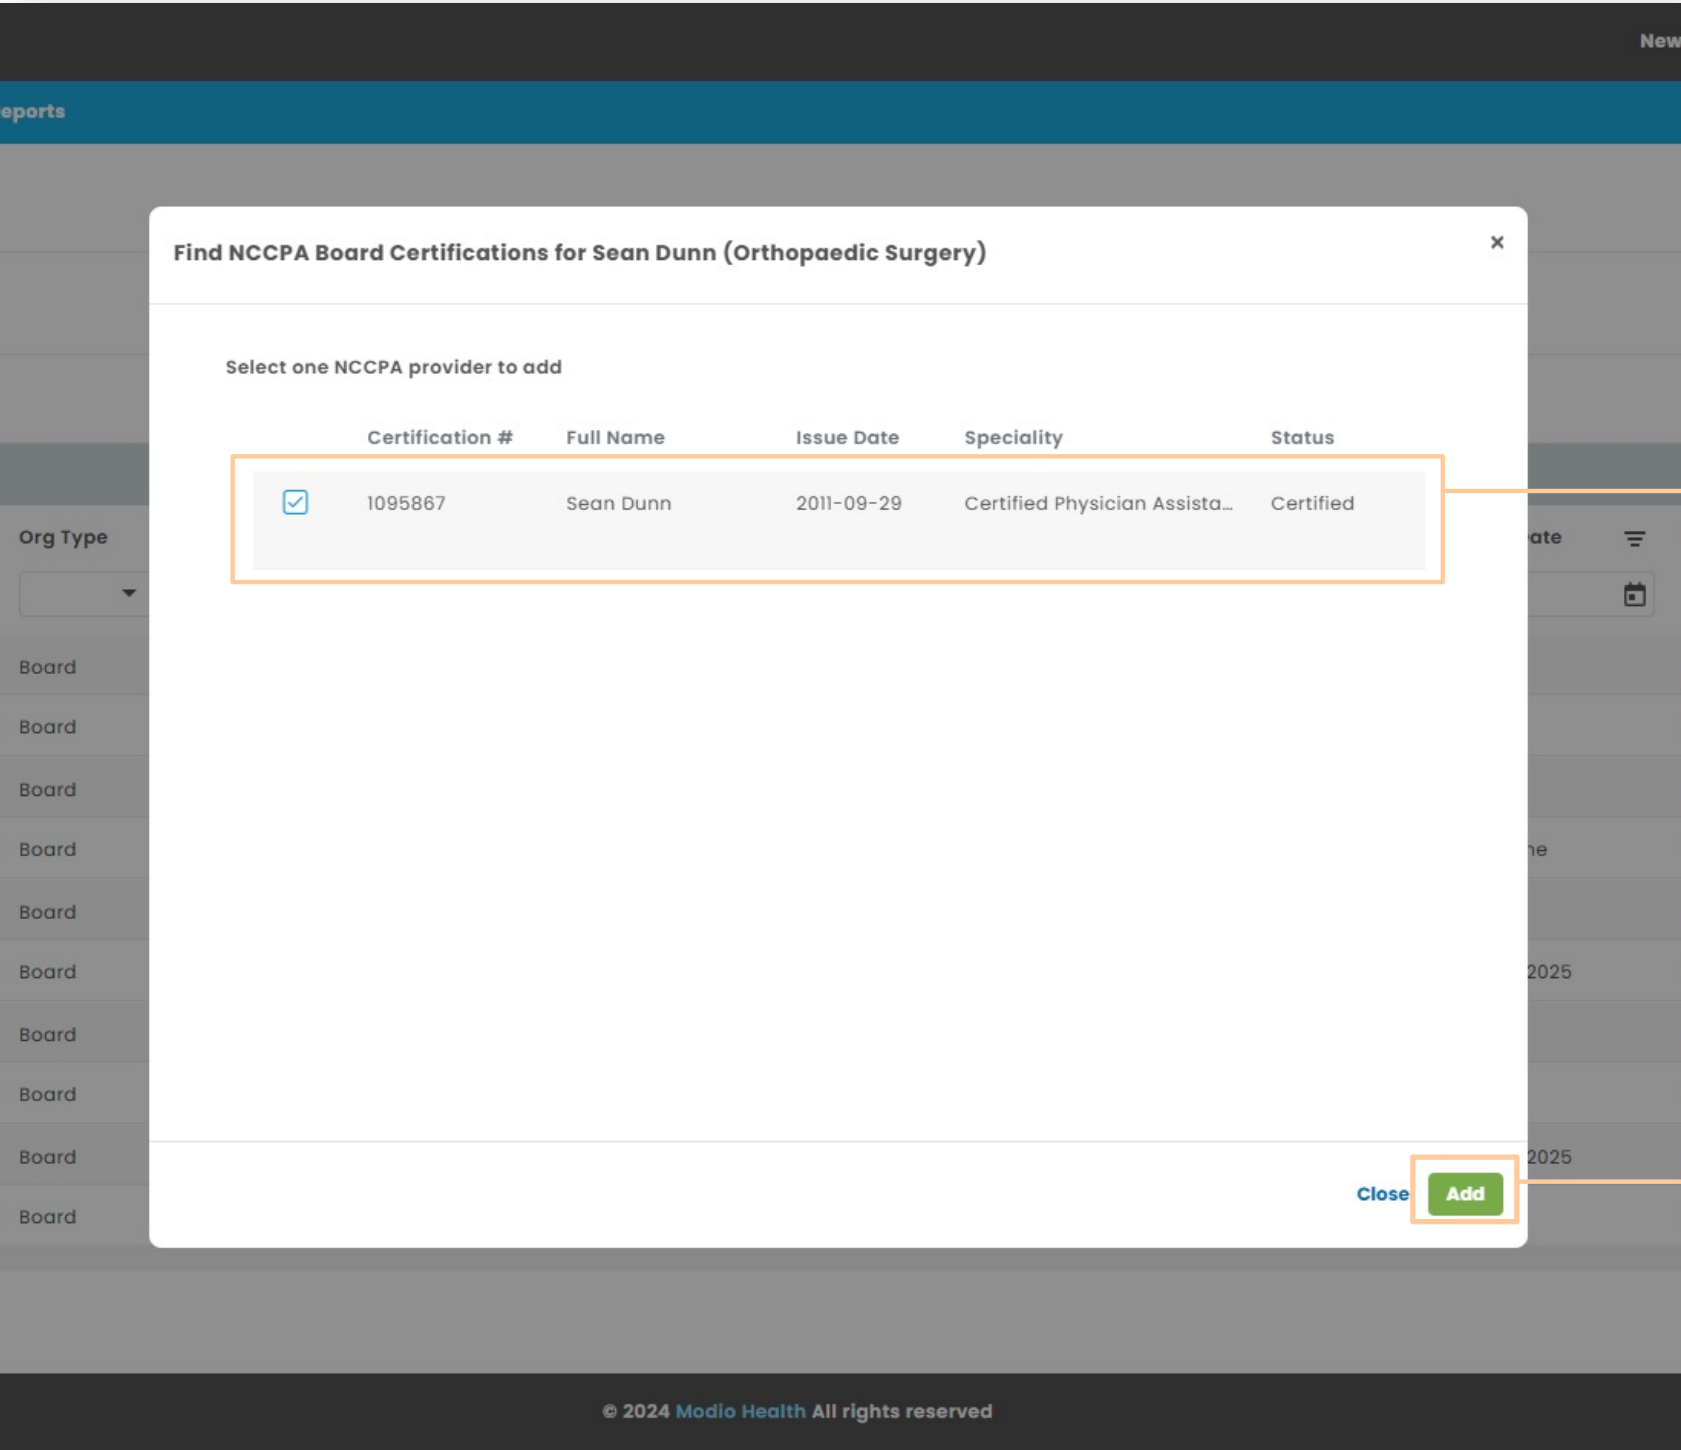 New
eports
Find NCCPA Board Certifications for Sean Dunn (Orthopaedic Surgery)
×
Select one NCCPA provider to add
Certification # Full Name Issue Date Speciality Status
1095867 Sean Dunn 2011-09-29 Certified Physician Assista... Certified
Org Type
ate
Board
Board
Board
Board
he
Board
Board
2025
Board
Board
Board
2025
Board
Close Add
© 2024 Modio Health All rights reserved